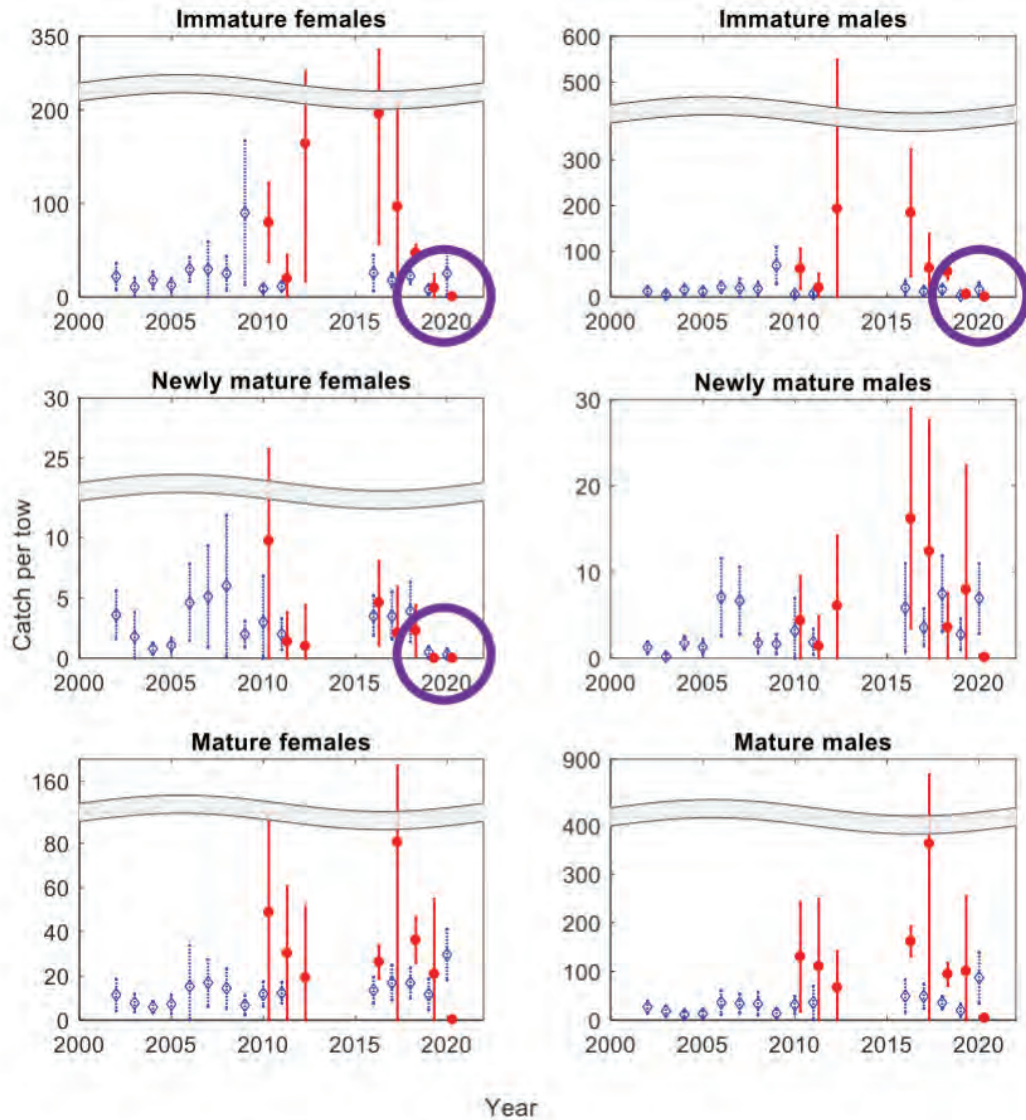 Immature females
Immature males
350
200
100
0
2000 2005 2010 2015 2020
600
500
300
200
100
0
2000 2005 2010 2015 2020
Newly mature females
Newly mature males
30
25
10
5
0
2000 2005 2010 2015 2020
30
20
10
0
2000 2005 2010 2015 2020
Catch per tow
Mature females
Mature males
160
80
60
40
20
0
2000 2005 2010 2015 2020
900
400
300
200
100
0
2000 2005 2010 2015 2020
Year